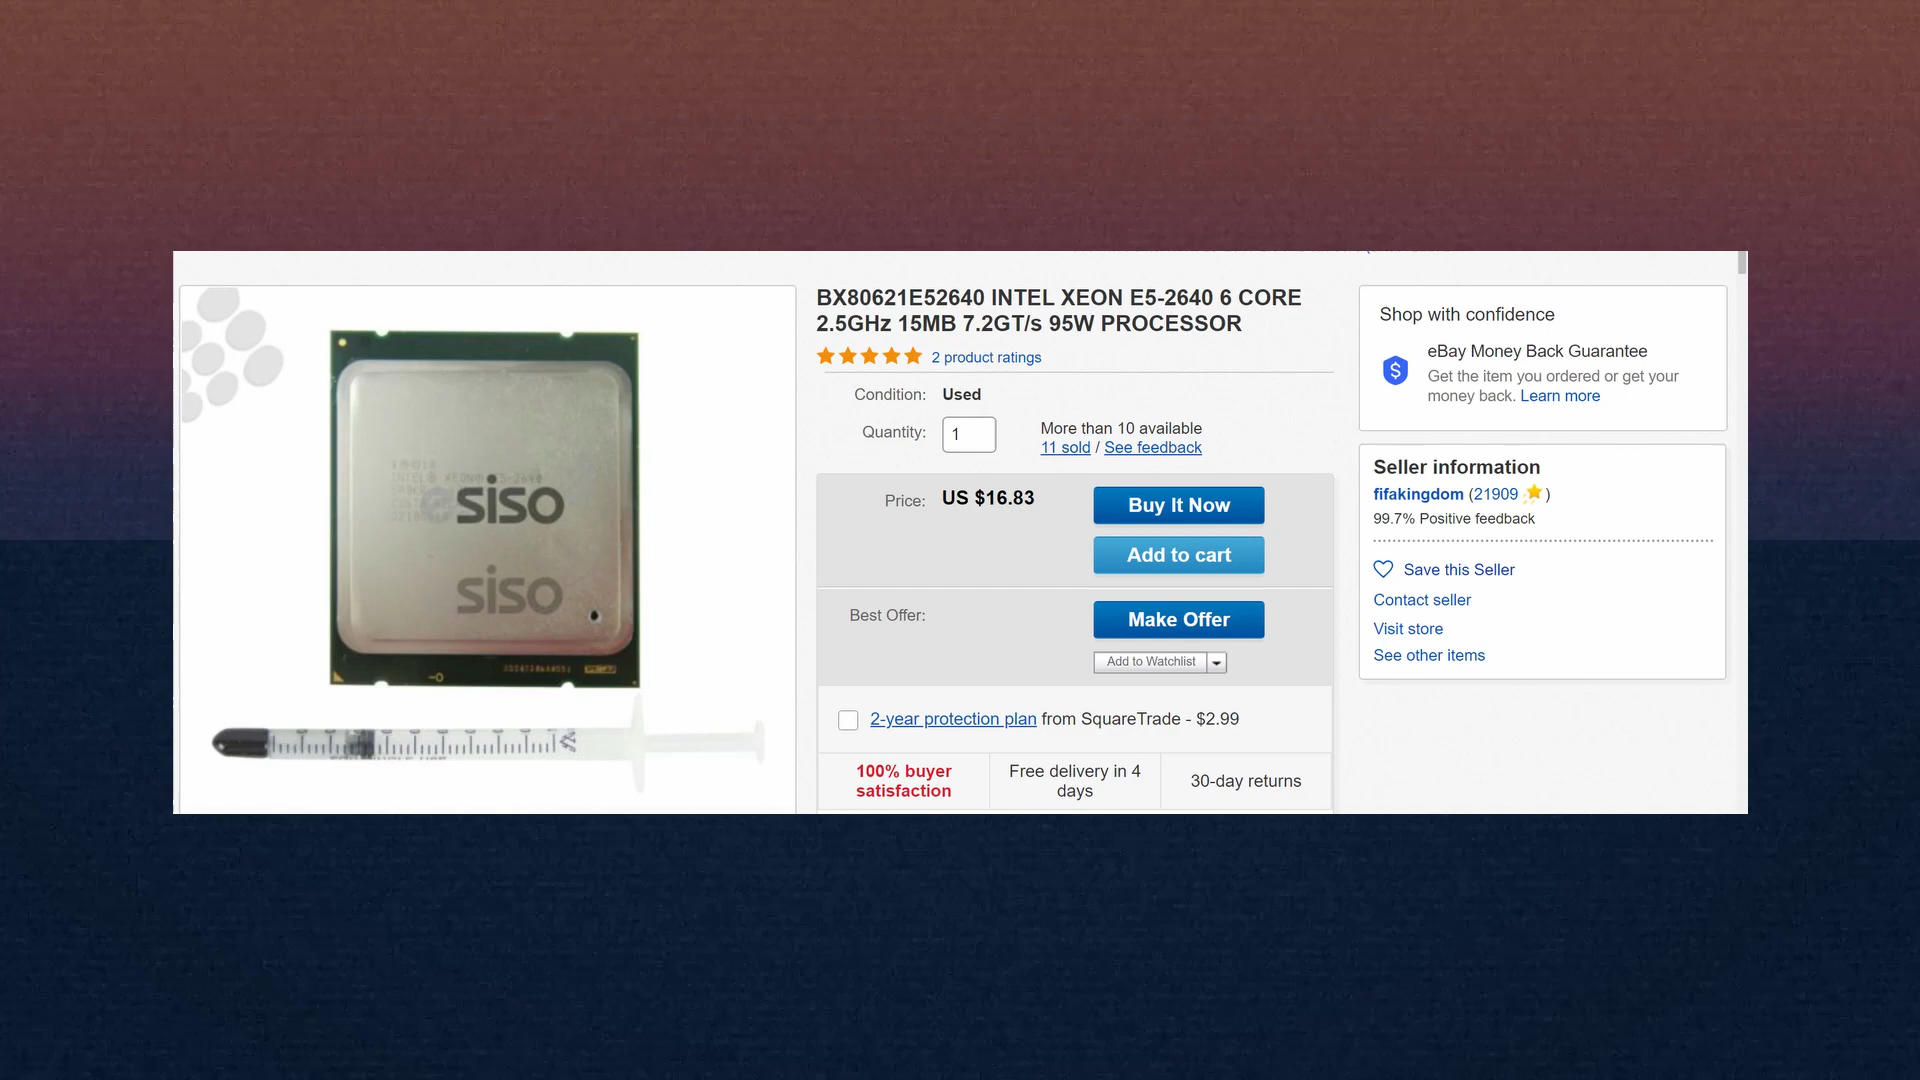 BX80621E52640 INTEL XEON E5-2640 6 CORE
2.5GHz 15MB 7.2GT/s 95W PROCESSOR
2 product ratings
Condition: Used
Quantity: 1
More than 10 available
11 sold / See feedback
Price: US $16.83
Buy It Now
Add to cart
Best Offer:
Make Offer
Add to Watchlist
2-year protection plan from SquareTrade - $2.99
100% buyer
satisfaction
Free delivery in 4
days
30-day returns
Shop with confidence
eBay Money Back Guarantee
Get the item you ordered or get your
money back. Learn more
Seller information
fifakingdom (21909)
99.7% Positive feedback
Save this Seller
Contact seller
Visit store
See other items
INTEL® XEON® E5-2640
siso
siso